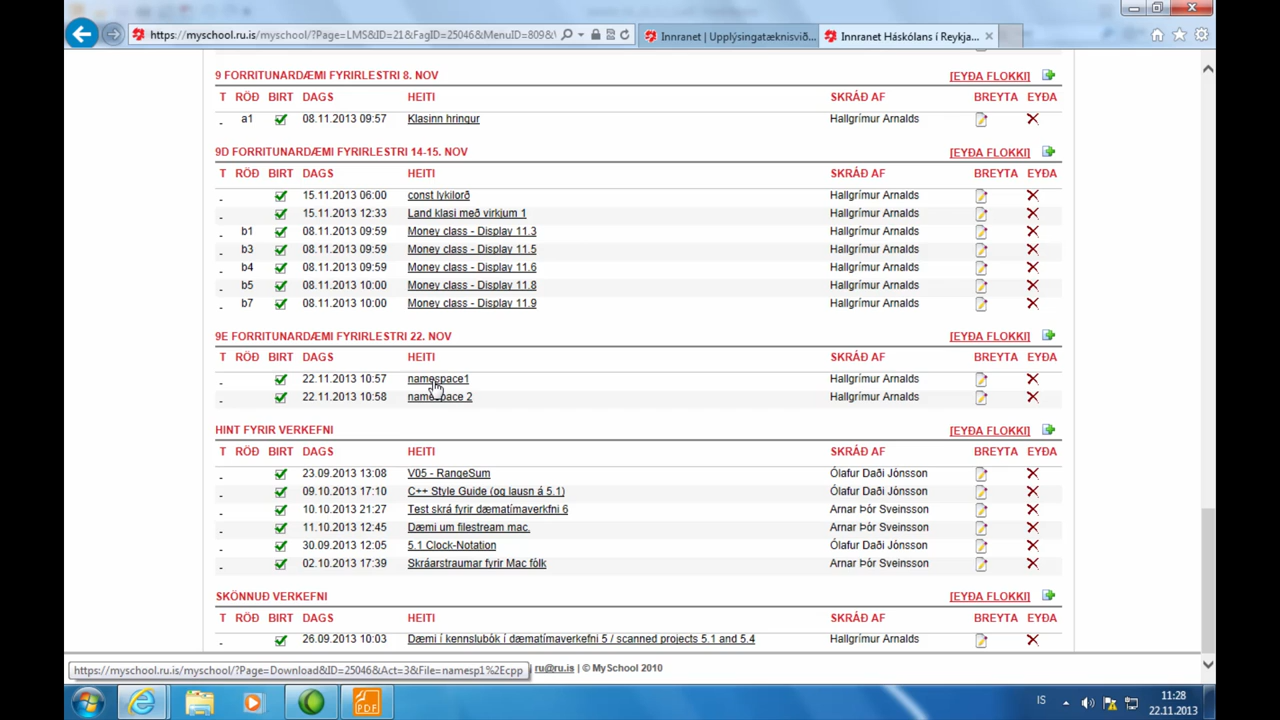 https://myschool.ru.is/myschool/?Page=LMS&ID=21&FagID=25046&MenuID=809&\
Innranet | Upplýsingatæknisvið...
Innranet Háskólans í Reykja...
9 FORRITUNARDÆMI FYRIRLESTRI 8. NOV [EYÐA FLOKKI]
T RÖÐ BIRT DAGS HEITI SKRÁÐ AF BREYTA EYÐA
a1 08.11.2013 09:57 Klasinn hringur Hallgrímur Arnalds
9D FORRITUNARDÆMI FYRIRLESTRI 14-15. NOV [EYÐA FLOKKI]
T RÖÐ BIRT DAGS HEITI SKRÁÐ AF BREYTA EYÐA
15.11.2013 06:00 const lykilorð Hallgrímur Arnalds
15.11.2013 12:33 Land klasi með virkjum 1 Hallgrímur Arnalds
b1 08.11.2013 09:59 Money class - Display 11.3 Hallgrímur Arnalds
b3 08.11.2013 09:59 Money class - Display 11.5 Hallgrímur Arnalds
b4 08.11.2013 09:59 Money class - Display 11.6 Hallgrímur Arnalds
b5 08.11.2013 10:00 Money class - Display 11.8 Hallgrímur Arnalds
b7 08.11.2013 10:00 Money class - Display 11.9 Hallgrímur Arnalds
9E FORRITUNARDÆMI FYRIRLESTRI 22. NOV [EYÐA FLOKKI]
T RÖÐ BIRT DAGS HEITI SKRÁÐ AF BREYTA EYÐA
22.11.2013 10:57 namespace1 Hallgrímur Arnalds
22.11.2013 10:58 namespace 2 Hallgrímur Arnalds
HINT FYRIR VERKEFNI [EYÐA FLOKKI]
T RÖÐ BIRT DAGS HEITI SKRÁÐ AF BREYTA EYÐA
23.09.2013 13:08 V05 - RangeSum Ólafur Daði Jónsson
09.10.2013 17:10 C++ Style Guide (og lausn á 5.1) Ólafur Daði Jónsson
10.10.2013 21:27 Test skrá fyrir dæmatímaverkfni 6 Arnar Þór Sveinsson
11.10.2013 12:45 Dæmi um filestream mac. Arnar Þór Sveinsson
30.09.2013 12:05 5.1 Clock-Notation Ólafur Daði Jónsson
02.10.2013 17:39 Skráarstraumar fyrir Mac fólk Arnar Þór Sveinsson
SKÖNNUÐ VERKEFNI [EYÐA FLOKKI]
T RÖÐ BIRT DAGS HEITI SKRÁÐ AF BREYTA EYÐA
26.09.2013 10:03 Dæmi í kennslubók í dæmatímaverkefni 5 / scanned projects 5.1 and 5.4 Hallgrímur Arnalds
https://myschool.ru.is/myschool/?Page=Download&ID=25046&Act=3&File=namesp1%2Ecpp
ru@ru.is | © MySchool 2010
PDF
IS
11:28
22.11.2013